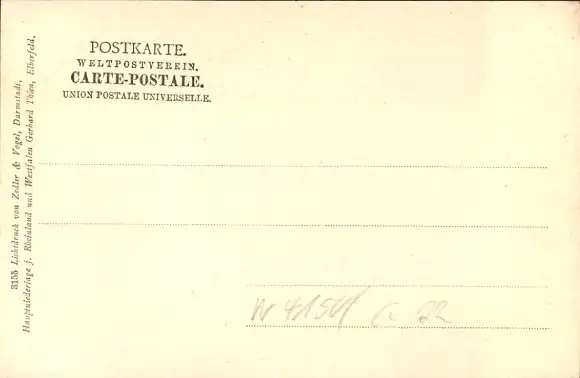 POSTKARTE.
WELTPOSTVEREIN.
CARTE-POSTALE.
UNION POSTALE UNIVERSELLE.
3155 Lichtdruck von Zedler & Vogel, Darmstadt,
Hauptniederlage f. Rheinland und Westfalen Gerhard Thien, Elberfeld.